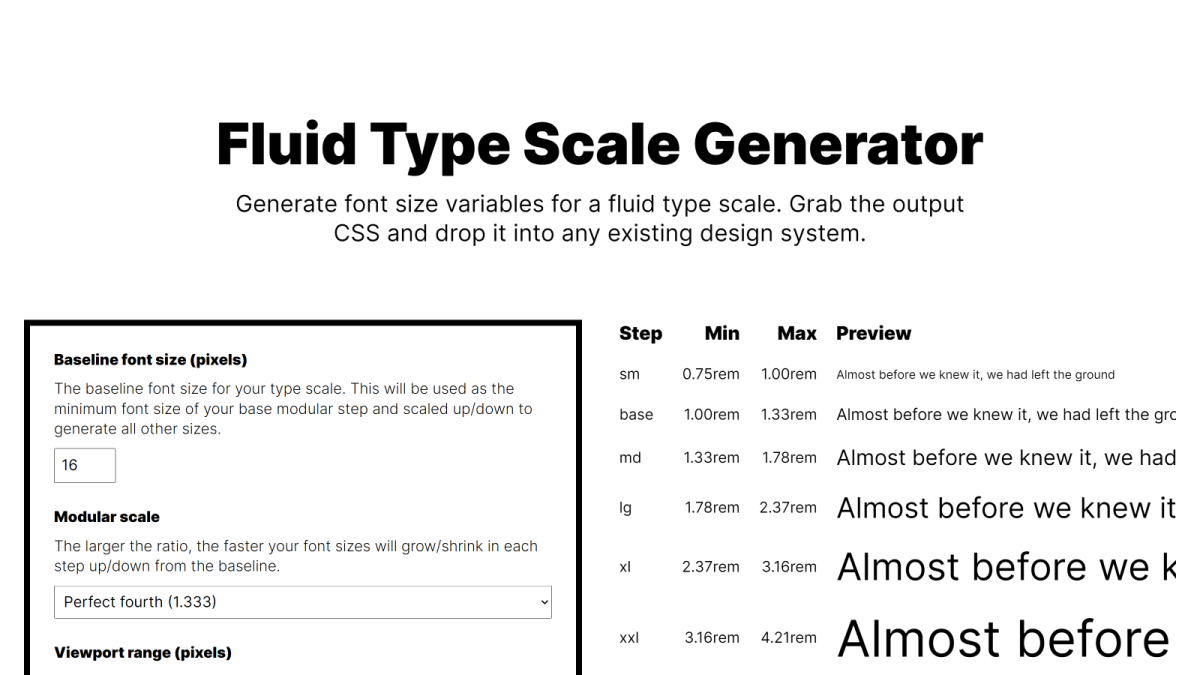 Fluid Type Scale Generator
Generate font size variables for a fluid type scale. Grab the output
CSS and drop it into any existing design system.
Baseline font size (pixels)
The baseline font size for your type scale. This will be used as the
minimum font size of your base modular step and scaled up/down to
generate all other sizes.
16
Modular scale
The larger the ratio, the faster your font sizes will grow/shrink in each
step up/down from the baseline.
Perfect fourth (1.333)
Viewport range (pixels)
Step Min Max Preview
sm 0.75rem 1.00rem Almost before we knew it, we had left the ground
base 1.00rem 1.33rem Almost before we knew it, we had left the gro
md 1.33rem 1.78rem Almost before we knew it, we had
lg 1.78rem 2.37rem Almost before we knew it
xl 2.37rem 3.16rem Almost before we k
xxl 3.16rem 4.21rem Almost before